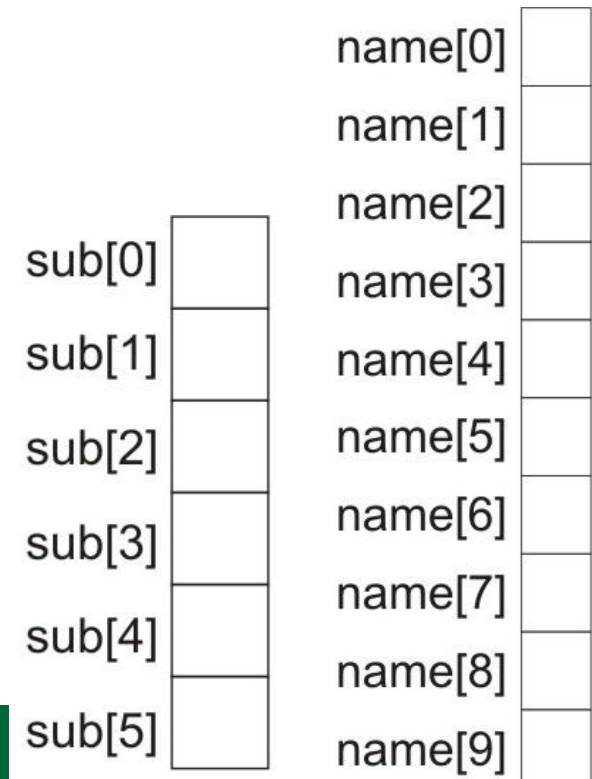 sub[0]
sub[1]
sub[2]
sub[3]
sub[4]
sub[5]
name[0]
name[1]
name[2]
name[3]
name[4]
name[5]
name[6]
name[7]
name[8]
name[9]